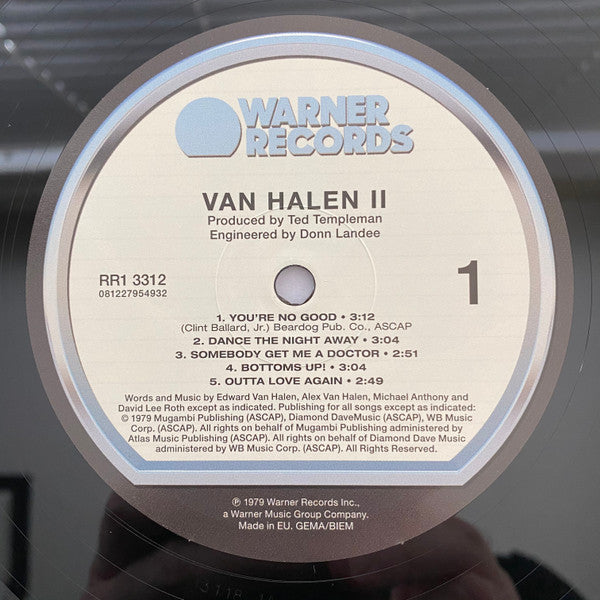 WARNER
RECORDS
VAN HALEN II
Produced by Ted Templeman
Engineered by Donn Landee
RR1 3312
081227954932
1
1. YOU'RE NO GOOD • 3:12
(Clint Ballard, Jr.) Beardog Pub. Co., ASCAP
2. DANCE THE NIGHT AWAY • 3:04
3. SOMEBODY GET ME A DOCTOR • 2:51
4. BOTTOMS UP! • 3:04
5. OUTTA LOVE AGAIN • 2:49
Words and Music by Edward Van Halen, Alex Van Halen, Michael Anthony and
David Lee Roth except as indicated. Publishing for all songs except as indicated:
© 1979 Mugambi Publishing (ASCAP), Diamond DaveMusic (ASCAP), WB Music
Corp. (ASCAP). All rights on behalf of Mugambi Publishing administered by
Atlas Music Publishing (ASCAP). All rights on behalf of Diamond Dave Music
administered by WB Music Corp. (ASCAP). All Rights Reserved.
℗ 1979 Warner Records Inc.,
a Warner Music Group Company.
Made in EU. GEMA/BIEM